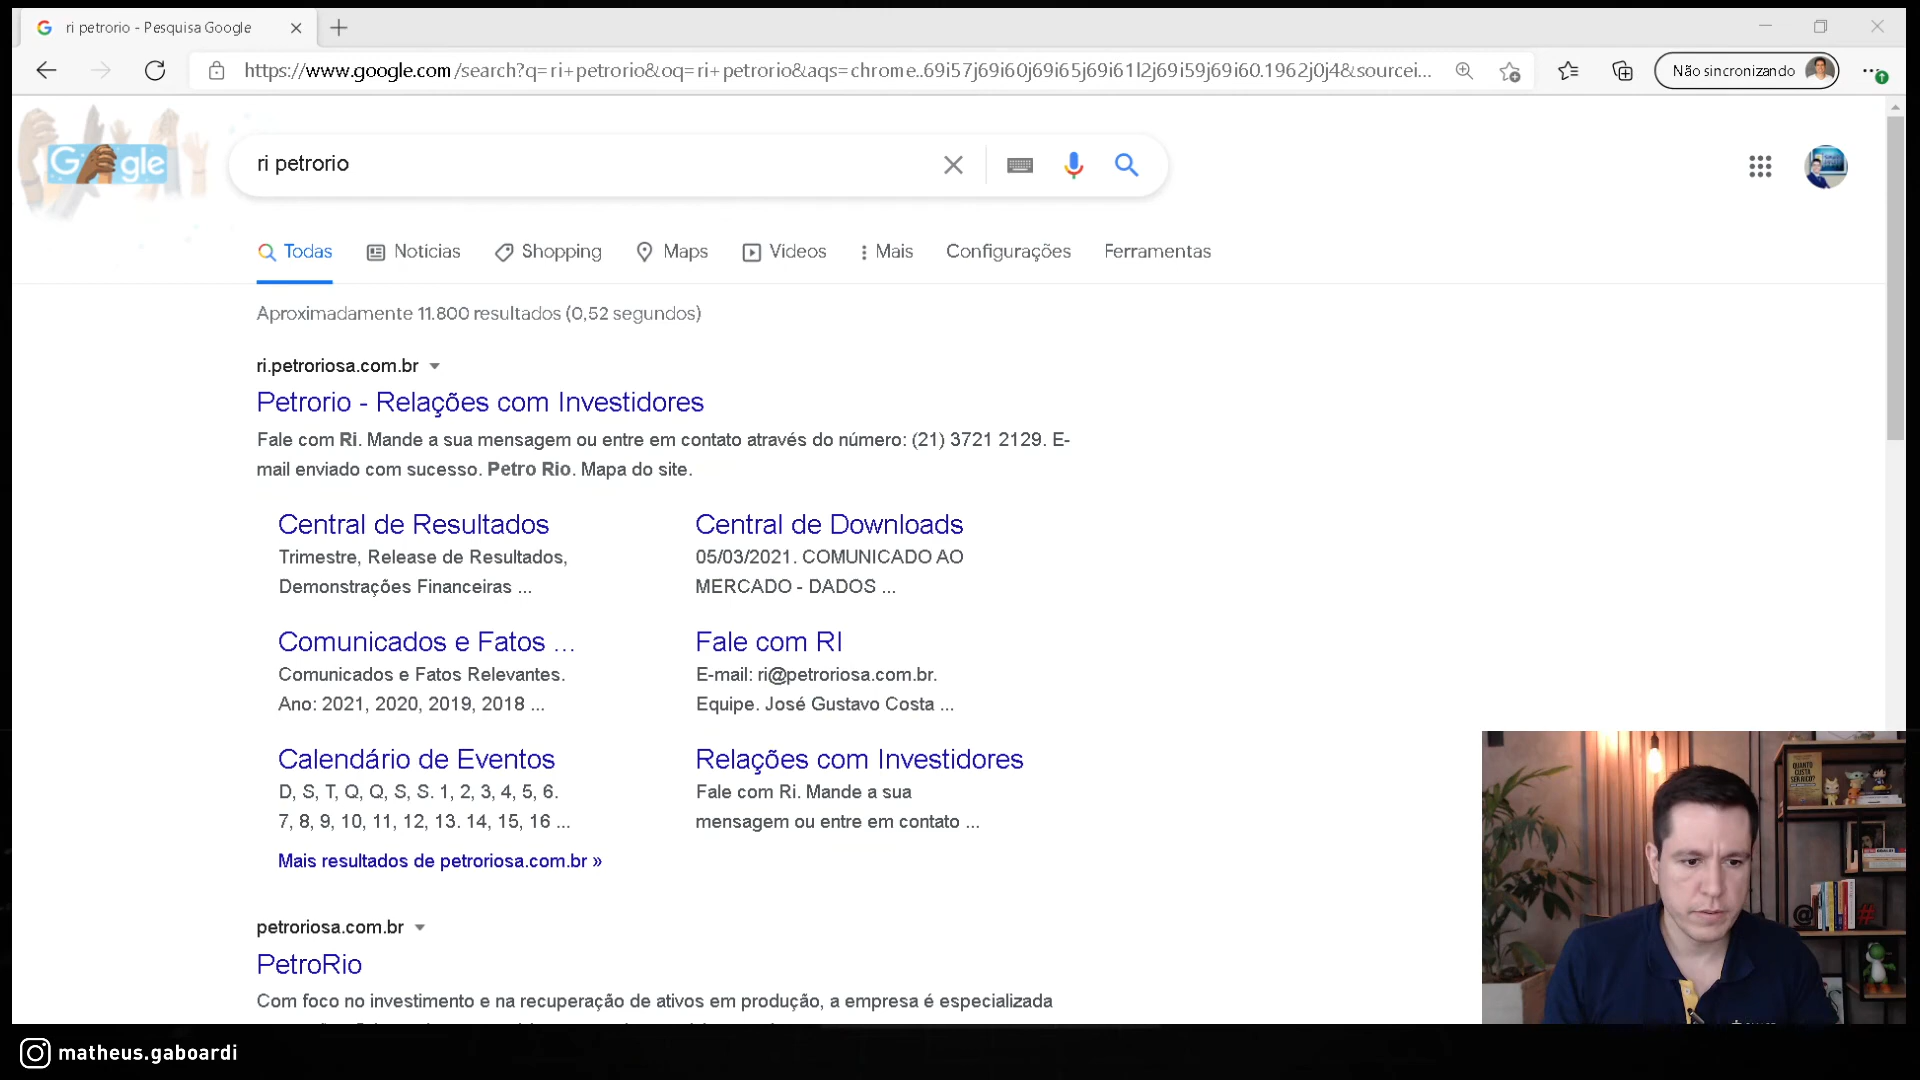 ri petrorio - Pesquisa Google
https://www.google.com/search?q=ri+petrorio&oq=ri+petrorio&aqs=chrome..69i57j69i60j69i65j69i61l2j69i59j69i60.1962j0j4&sourcei...
Não sincronizando
Google
ri petrorio
Todas Notícias Shopping Maps Vídeos Mais Configurações Ferramentas
Aproximadamente 11.800 resultados (0,52 segundos)
ri.petroriosa.com.br
Petrorio - Relações com Investidores
Fale com Ri. Mande a sua mensagem ou entre em contato através do número: (21) 3721 2129. E-
mail enviado com sucesso. Petro Rio. Mapa do site.
Central de Resultados
Trimestre, Release de Resultados,
Demonstrações Financeiras ...
Central de Downloads
05/03/2021. COMUNICADO AO
MERCADO - DADOS ...
Comunicados e Fatos ...
Comunicados e Fatos Relevantes.
Ano: 2021, 2020, 2019, 2018 ...
Fale com RI
E-mail: ri@petroriosa.com.br.
Equipe. José Gustavo Costa ...
Calendário de Eventos
D, S, T, Q, Q, S, S. 1, 2, 3, 4, 5, 6.
7, 8, 9, 10, 11, 12, 13. 14, 15, 16 ...
Relações com Investidores
Fale com Ri. Mande a sua
mensagem ou entre em contato ...
Mais resultados de petroriosa.com.br »
petroriosa.com.br
PetroRio
Com foco no investimento e na recuperação de ativos em produção, a empresa é especializada
QUANTO
CUSTA
SER RICO?
matheus.gaboardi